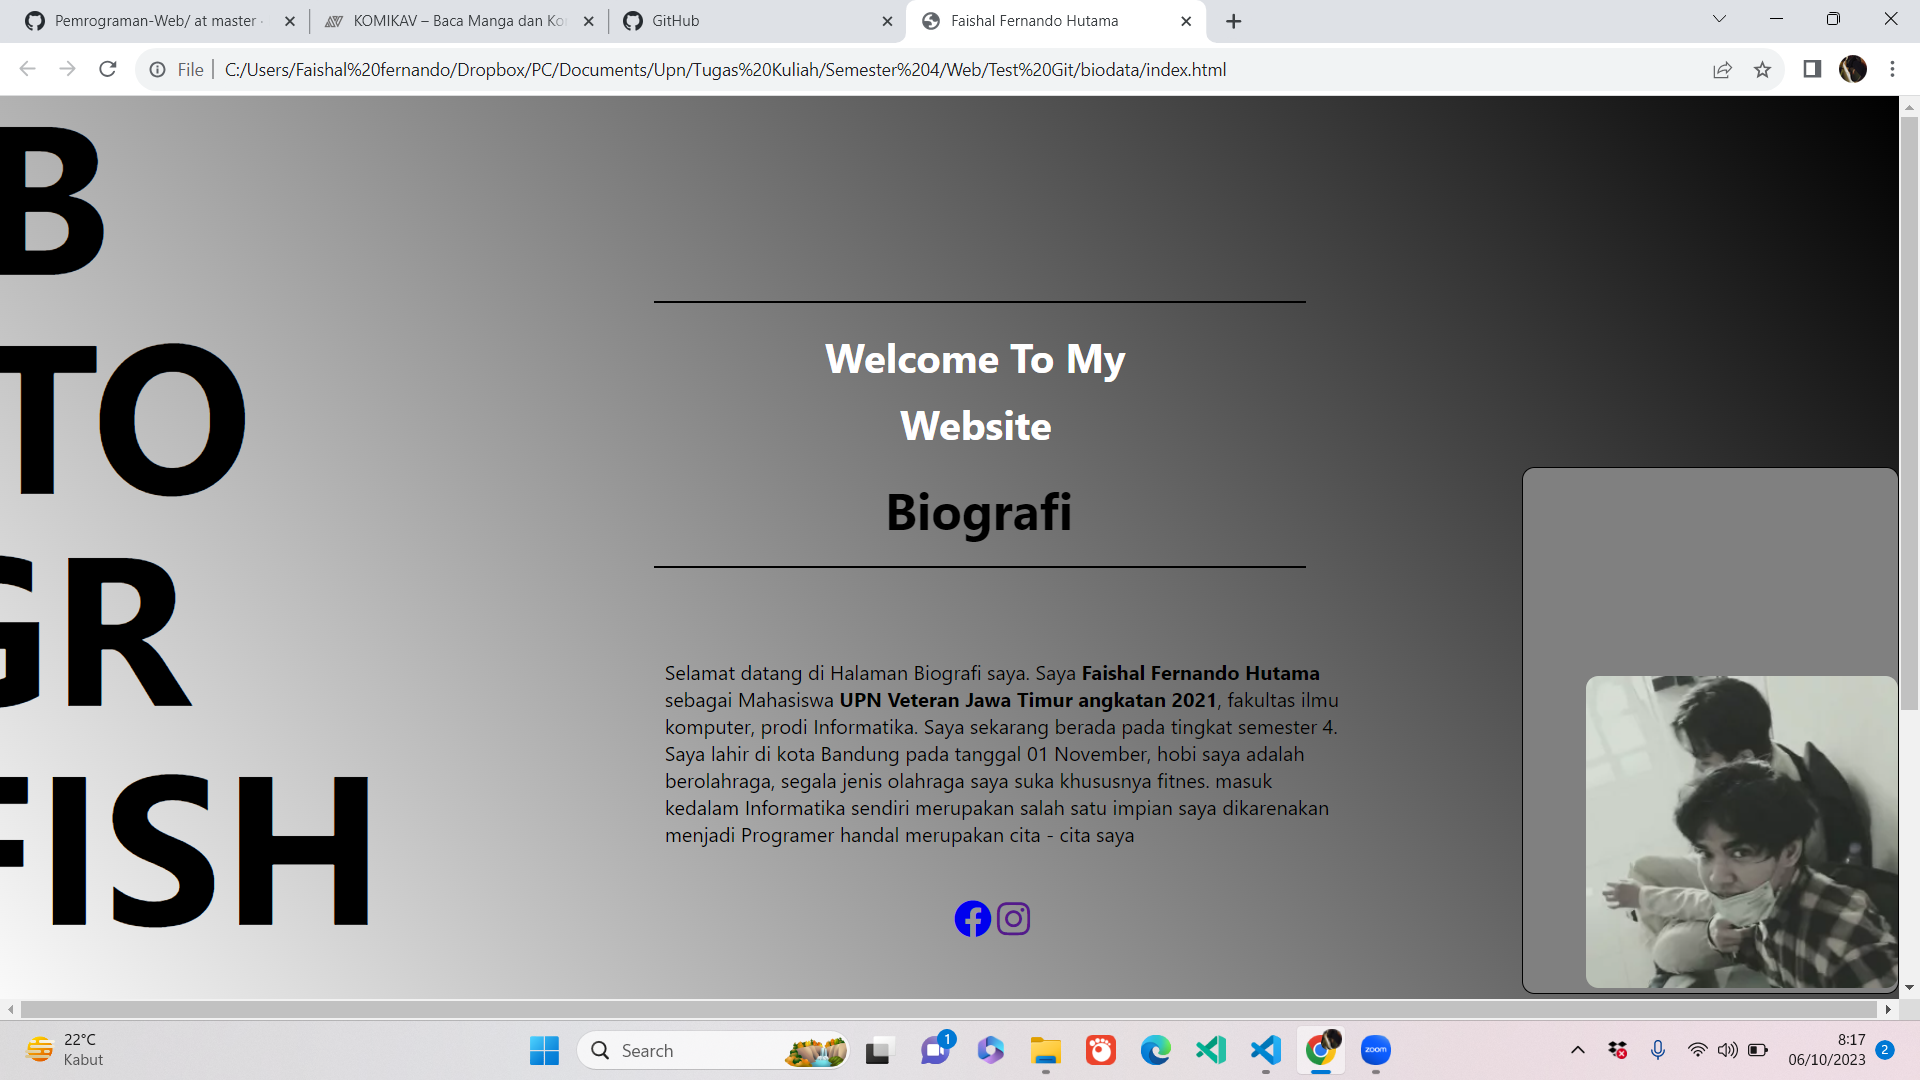 Pemrograman-Web/ at master ·
KOMIKAV – Baca Manga dan Ko
GitHub
Faishal Fernando Hutama
File
C:/Users/Faishal%20fernando/Dropbox/PC/Documents/Upn/Tugas%20Kuliah/Semester%204/Web/Test%20Git/biodata/index.html
B
TO
GR
FISH
Welcome To My
Website
Biografi
Selamat datang di Halaman Biografi saya. Saya Faishal Fernando Hutama
sebagai Mahasiswa UPN Veteran Jawa Timur angkatan 2021, fakultas ilmu
komputer, prodi Informatika. Saya sekarang berada pada tingkat semester 4.
Saya lahir di kota Bandung pada tanggal 01 November, hobi saya adalah
berolahraga, segala jenis olahraga saya suka khususnya fitnes. masuk
kedalam Informatika sendiri merupakan salah satu impian saya dikarenakan
menjadi Programer handal merupakan cita - cita saya
22°C
Kabut
Search
1
zoom
8:17
06/10/2023
2